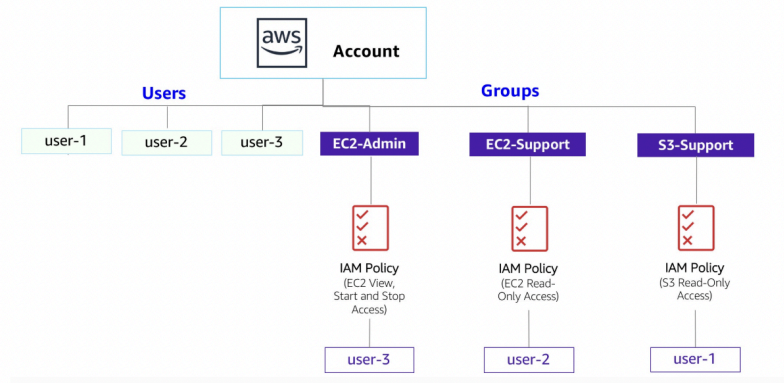 aws
Account
Users
Groups
user-1
user-2
user-3
EC2-Admin
EC2-Support
S3-Support
IAM Policy
(EC2 View,
Start and Stop
Access)
IAM Policy
(EC2 Read-
Only Access)
IAM Policy
(S3 Read-Only
Access)
user-3
user-2
user-1